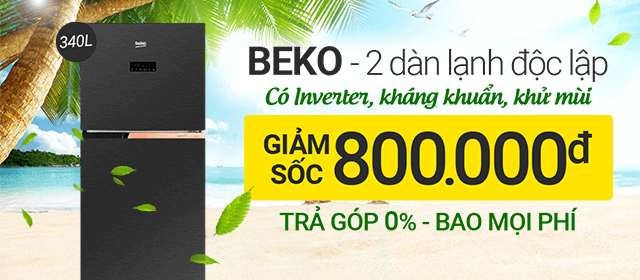 340L
beko
BEKO - 2 dàn lạnh độc lập
Có Inverter, kháng khuẩn, khử mùi
GIẢM SỐC 800.000đ
TRẢ GÓP 0% - BAO MỌI PHÍ